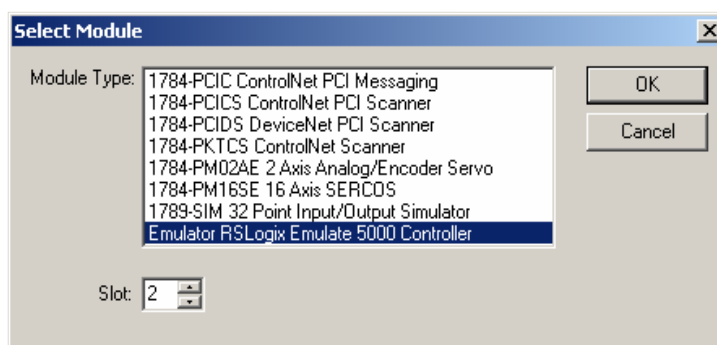 Select Module
Module Type:
1784-PCIC ControlNet PCI Messaging
1784-PCICS ControlNet PCI Scanner
1784-PCIDS DeviceNet PCI Scanner
1784-PKTCS ControlNet Scanner
1784-PM02AE 2 Axis Analog/Encoder Servo
1784-PM16SE 16 Axis SERCOS
1789-SIM 32 Point Input/Output Simulator
Emulator RSLogix Emulate 5000 Controller
OK
Cancel
Slot: 2